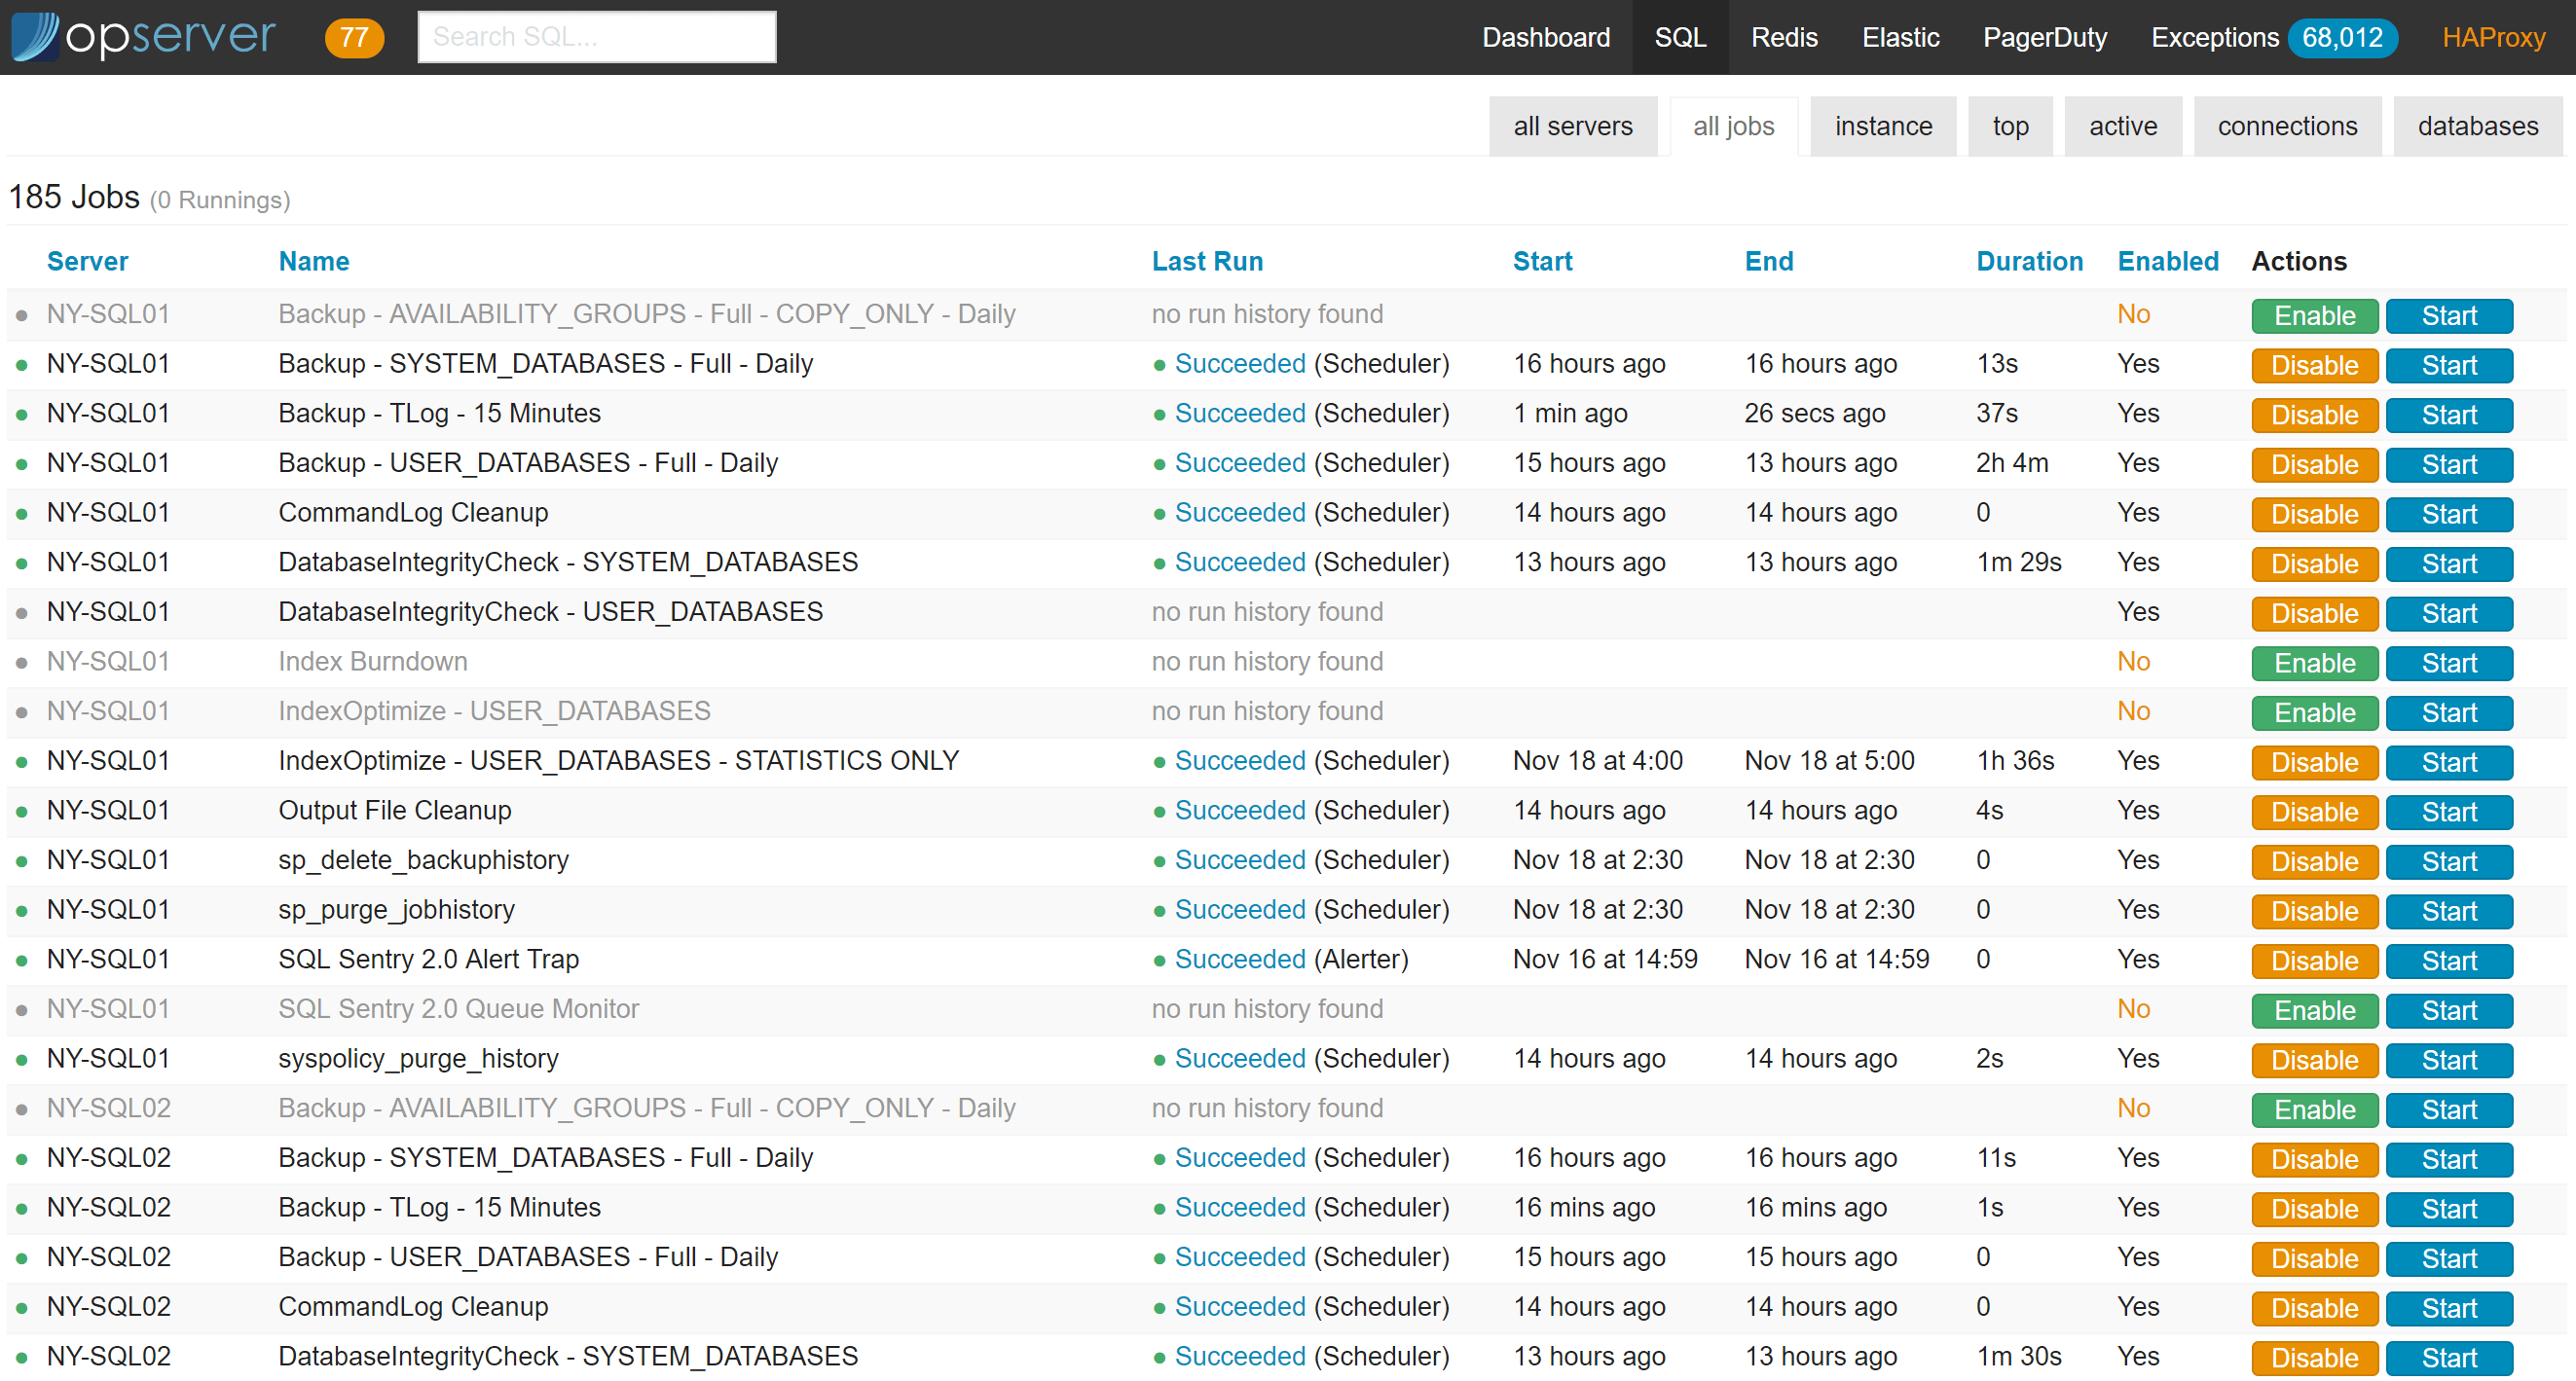 opserver 77 Search SQL... Dashboard SQL Redis Elastic PagerDuty Exceptions 68,012 HAProxy
all servers all jobs instance top active connections databases
185 Jobs (0 Runnings)
Server Name Last Run Start End Duration Enabled Actions
NY-SQL01 Backup - AVAILABILITY_GROUPS - Full - COPY_ONLY - Daily no run history found No Enable Start
NY-SQL01 Backup - SYSTEM_DATABASES - Full - Daily Succeeded (Scheduler) 16 hours ago 16 hours ago 13s Yes Disable Start
NY-SQL01 Backup - TLog - 15 Minutes Succeeded (Scheduler) 1 min ago 26 secs ago 37s Yes Disable Start
NY-SQL01 Backup - USER_DATABASES - Full - Daily Succeeded (Scheduler) 15 hours ago 13 hours ago 2h 4m Yes Disable Start
NY-SQL01 CommandLog Cleanup Succeeded (Scheduler) 14 hours ago 14 hours ago 0 Yes Disable Start
NY-SQL01 DatabaseIntegrityCheck - SYSTEM_DATABASES Succeeded (Scheduler) 13 hours ago 13 hours ago 1m 29s Yes Disable Start
NY-SQL01 DatabaseIntegrityCheck - USER_DATABASES no run history found Yes Disable Start
NY-SQL01 Index Burndown no run history found No Enable Start
NY-SQL01 IndexOptimize - USER_DATABASES no run history found No Enable Start
NY-SQL01 IndexOptimize - USER_DATABASES - STATISTICS ONLY Succeeded (Scheduler) Nov 18 at 4:00 Nov 18 at 5:00 1h 36s Yes Disable Start
NY-SQL01 Output File Cleanup Succeeded (Scheduler) 14 hours ago 14 hours ago 4s Yes Disable Start
NY-SQL01 sp_delete_backuphistory Succeeded (Scheduler) Nov 18 at 2:30 Nov 18 at 2:30 0 Yes Disable Start
NY-SQL01 sp_purge_jobhistory Succeeded (Scheduler) Nov 18 at 2:30 Nov 18 at 2:30 0 Yes Disable Start
NY-SQL01 SQL Sentry 2.0 Alert Trap Succeeded (Alerter) Nov 16 at 14:59 Nov 16 at 14:59 0 Yes Disable Start
NY-SQL01 SQL Sentry 2.0 Queue Monitor no run history found No Enable Start
NY-SQL01 syspolicy_purge_history Succeeded (Scheduler) 14 hours ago 14 hours ago 2s Yes Disable Start
NY-SQL02 Backup - AVAILABILITY_GROUPS - Full - COPY_ONLY - Daily no run history found No Enable Start
NY-SQL02 Backup - SYSTEM_DATABASES - Full - Daily Succeeded (Scheduler) 16 hours ago 16 hours ago 11s Yes Disable Start
NY-SQL02 Backup - TLog - 15 Minutes Succeeded (Scheduler) 16 mins ago 16 mins ago 1s Yes Disable Start
NY-SQL02 Backup - USER_DATABASES - Full - Daily Succeeded (Scheduler) 15 hours ago 15 hours ago 0 Yes Disable Start
NY-SQL02 CommandLog Cleanup Succeeded (Scheduler) 14 hours ago 14 hours ago 0 Yes Disable Start
NY-SQL02 DatabaseIntegrityCheck - SYSTEM_DATABASES Succeeded (Scheduler) 13 hours ago 13 hours ago 1m 30s Yes Disable Start